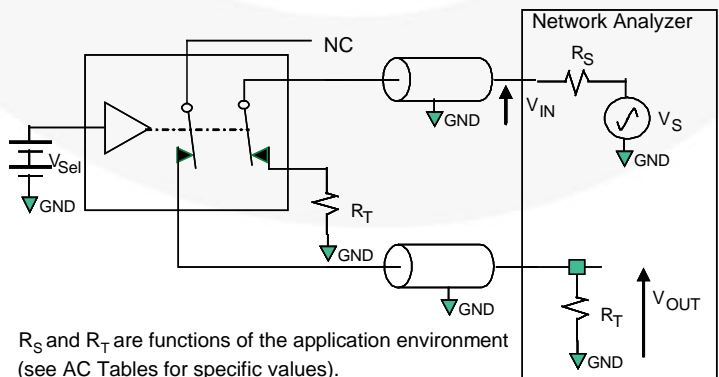 Network Analyzer
NC
R_S
V_IN
V_S
GND
GND
V_Sel
GND
R_T
GND
GND
R_T
V_OUT
GND
R_S and R_T are functions of the application environment
(see AC Tables for specific values).